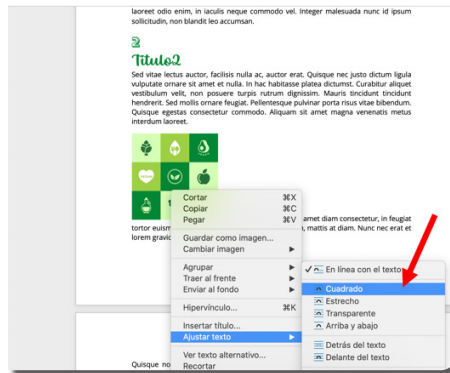 laoreet odio enim, in iaculis neque commodo vel. Integer malesuada nunc id ipsum
sollicitudin, non blandit leo accumsan.
2
Titulo2
Sed vitae lectus auctor, facilisis nulla ac, auctor erat. Quisque nec justo dictum ligula
vulputate ornare sit amet et nulla. In hac habitasse platea dictumst. Curabitur aliquet
vestibulum velit, non posuere turpis rutrum dignissim. Mauris tincidunt tincidunt
hendrerit. Sed mollis ornare feugiat. Pellentesque pulvinar porta risus vitae bibendum.
Quisque egestas consectetur commodo. Aliquam sit amet magna venenatis metus
interdum laoreet.
amet diam consectetur, in feugiat
tortor euism
, mattis at diam. Nunc nec erat et
lorem gravid
Cortar ⌘X
Copiar ⌘C
Pegar ⌘V
Guardar como imagen...
Cambiar imagen
Agrupar
Traer al frente
Enviar al fondo
Hipervínculo... ⌘K
Insertar título...
Ajustar texto
Ver texto alternativo...
Recortar
✓ En línea con el texto
Cuadrado
Estrecho
Transparente
Arriba y abajo
Detrás del texto
Delante del texto
Quisque no